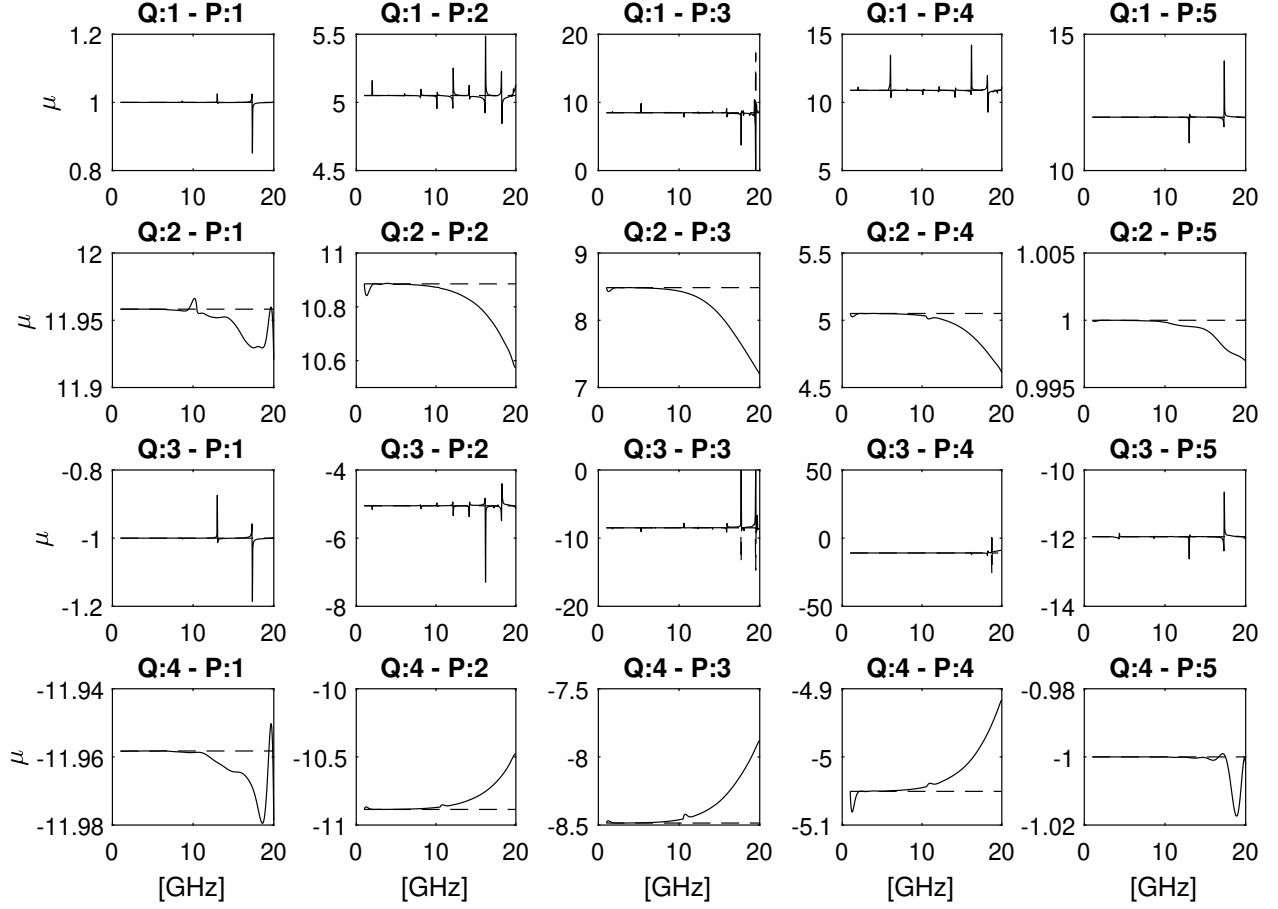 Q:1 - P:1 Q:1 - P:2 Q:1 - P:3 Q:1 - P:4 Q:1 - P:5
1.2 5.5 20 15 15
15
μ 1 5 10 10
5
0.8 4.5 0 5 10
0 10 20 0 10 20 0 10 20 0 10 20 0 10 20
Q:2 - P:1 Q:2 - P:2 Q:2 - P:3 Q:2 - P:4 Q:2 - P:5
12 11 9 5.5 1.005
μ 11.95 10.8 8 5 1
10.6
11.9 7 4.5 0.995
0 10 20 0 10 20 0 10 20 0 10 20 0 10 20
Q:3 - P:1 Q:3 - P:2 Q:3 - P:3 Q:3 - P:4 Q:3 - P:5
-0.8 -4 0 50 -10
μ -1 -6 -10 0 -12
-1.2 -8 -20 -50 -14
0 10 20 0 10 20 0 10 20 0 10 20 0 10 20
Q:4 - P:1 Q:4 - P:2 Q:4 - P:3 Q:4 - P:4 Q:4 - P:5
-11.94 -10 -7.5 -4.9 -0.98
μ -11.96 -10.5 -8 -5 -1
-11.98 -11 -8.5 -5.1 -1.02
0 10 20 0 10 20 0 10 20 0 10 20 0 10 20
[GHz] [GHz] [GHz] [GHz] [GHz]